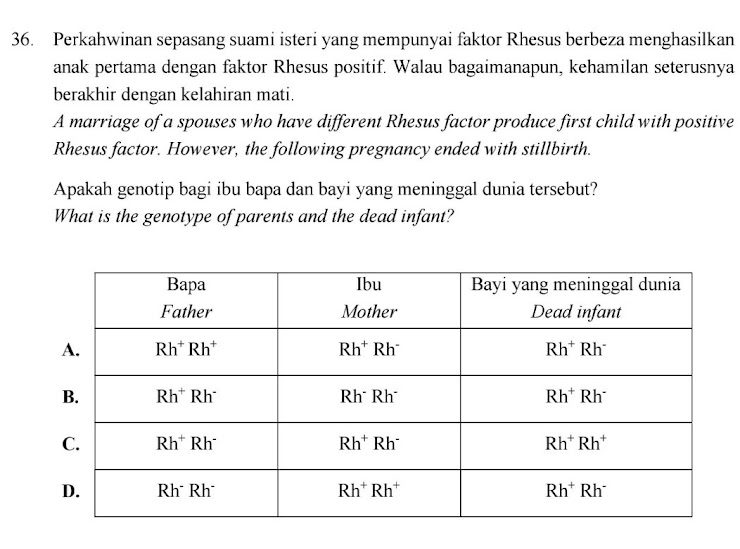 36. Perkahwinan sepasang suami isteri yang mempunyai faktor Rhesus berbeza menghasilkan
anak pertama dengan faktor Rhesus positif. Walau bagaimanapun, kehamilan seterusnya
berakhir dengan kelahiran mati.
A marriage of a spouses who have different Rhesus factor produce first child with positive
Rhesus factor. However, the following pregnancy ended with stillbirth.
Apakah genotip bagi ibu bapa dan bayi yang meninggal dunia tersebut?
What is the genotype of parents and the dead infant?
Bapa Ibu Bayi yang meninggal dunia
Father Mother Dead infant
A. Rh⁺ Rh⁺ Rh⁺ Rh⁻ Rh⁺ Rh⁻
B. Rh⁺ Rh⁻ Rh⁻ Rh⁻ Rh⁺ Rh⁻
C. Rh⁺ Rh⁻ Rh⁺ Rh⁻ Rh⁺ Rh⁺
D. Rh⁻ Rh⁻ Rh⁺ Rh⁺ Rh⁺ Rh⁻